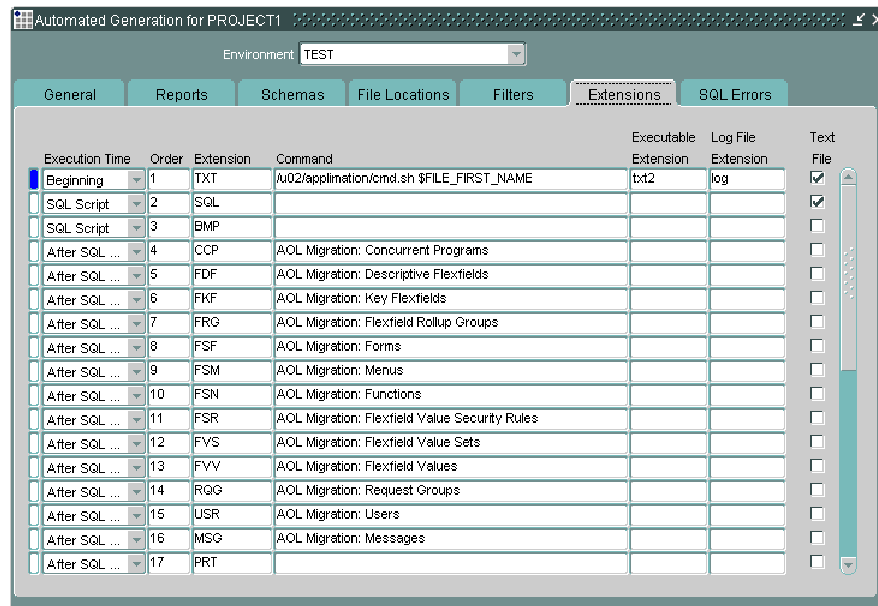 Automated Generation for PROJECT1
Environment TEST
General Reports Schemas File Locations Filters Extensions SQL Errors
Executable Log File Text
Execution Time Order Extension Command Extension Extension File
Beginning 1 TXT /u02/applimation/cmd.sh $FILE_FIRST_NAME txt2 log
SQL Script 2 SQL
SQL Script 3 BMP
After SQL ... 4 CCP AOL Migration: Concurrent Programs
After SQL ... 5 FDF AOL Migration: Descriptive Flexfields
After SQL ... 6 FKF AOL Migration: Key Flexfields
After SQL ... 7 FRG AOL Migration: Flexfield Rollup Groups
After SQL ... 8 FSF AOL Migration: Forms
After SQL ... 9 FSM AOL Migration: Menus
After SQL ... 10 FSN AOL Migration: Functions
After SQL ... 11 FSR AOL Migration: Flexfield Value Security Rules
After SQL ... 12 FVS AOL Migration: Flexfield Value Sets
After SQL ... 13 FVV AOL Migration: Flexfield Values
After SQL ... 14 RQG AOL Migration: Request Groups
After SQL ... 15 USR AOL Migration: Users
After SQL ... 16 MSG AOL Migration: Messages
After SQL ... 17 PRT